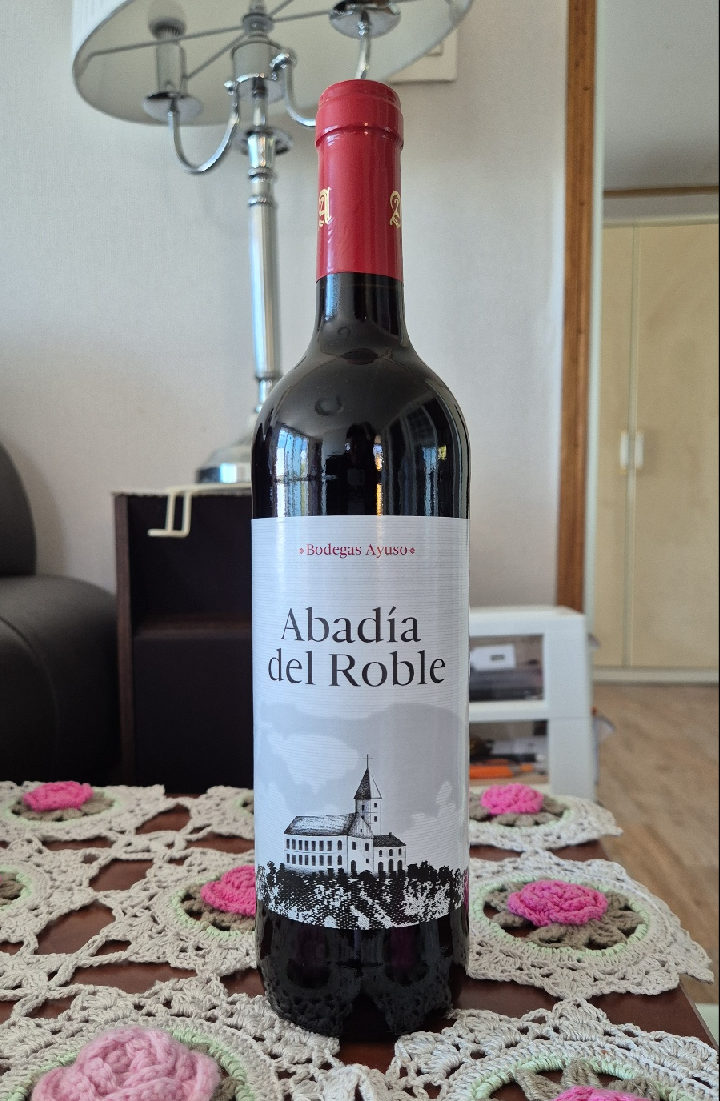 Bodegas Ayuso
Abadía
del Roble